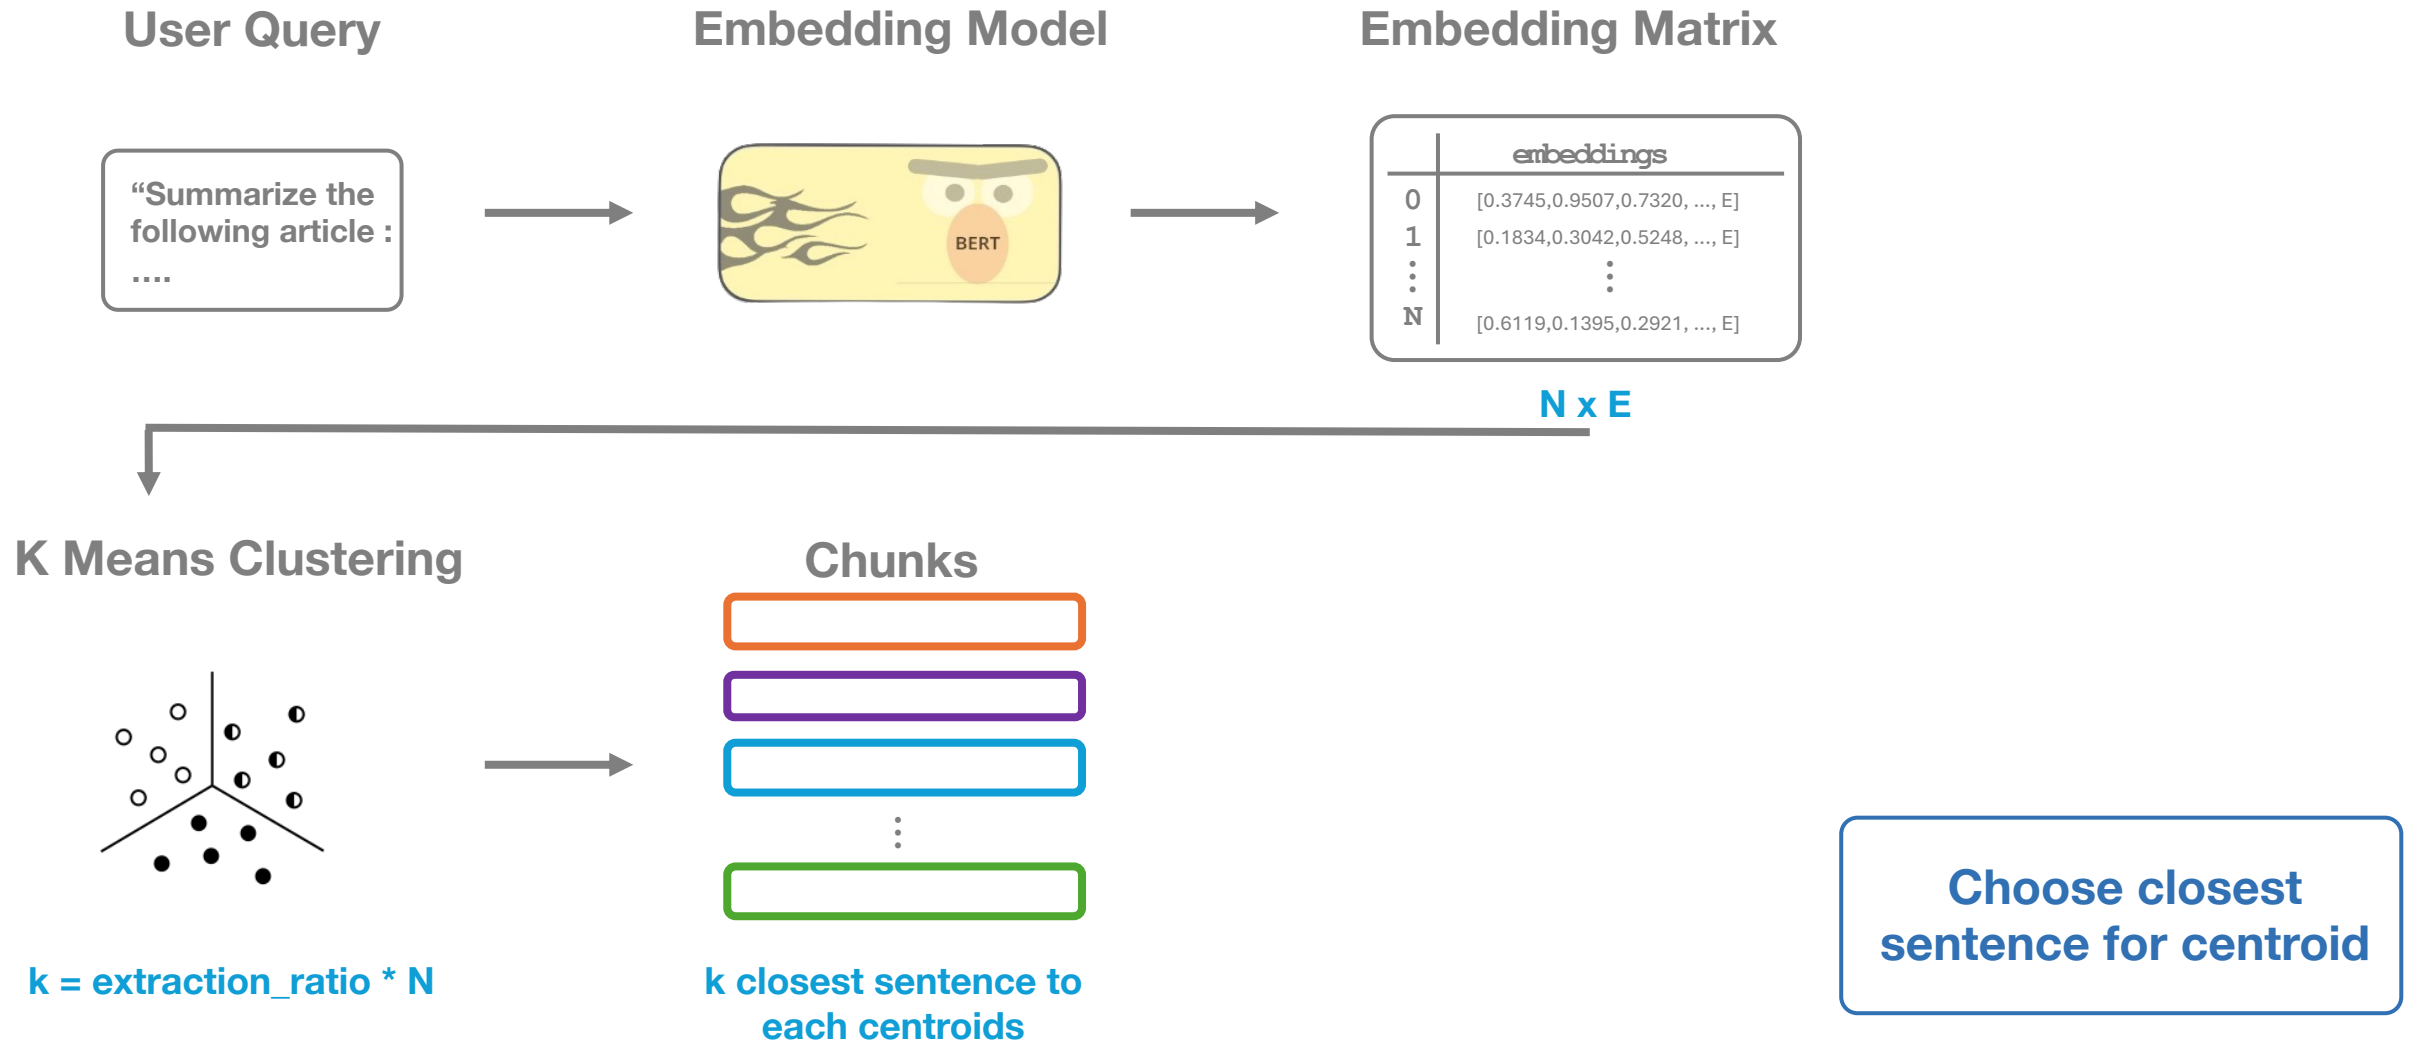 User Query
Embedding Model
Embedding Matrix
“Summarize the
following article :
....
BERT
embeddings
0 [0.3745,0.9507,0.7320, ..., E]
1 [0.1834,0.3042,0.5248, ..., E]
N [0.6119,0.1395,0.2921, ..., E]
N x E
K Means Clustering
Chunks
k = extraction_ratio * N
k closest sentence to
each centroids
Choose closest
sentence for centroid